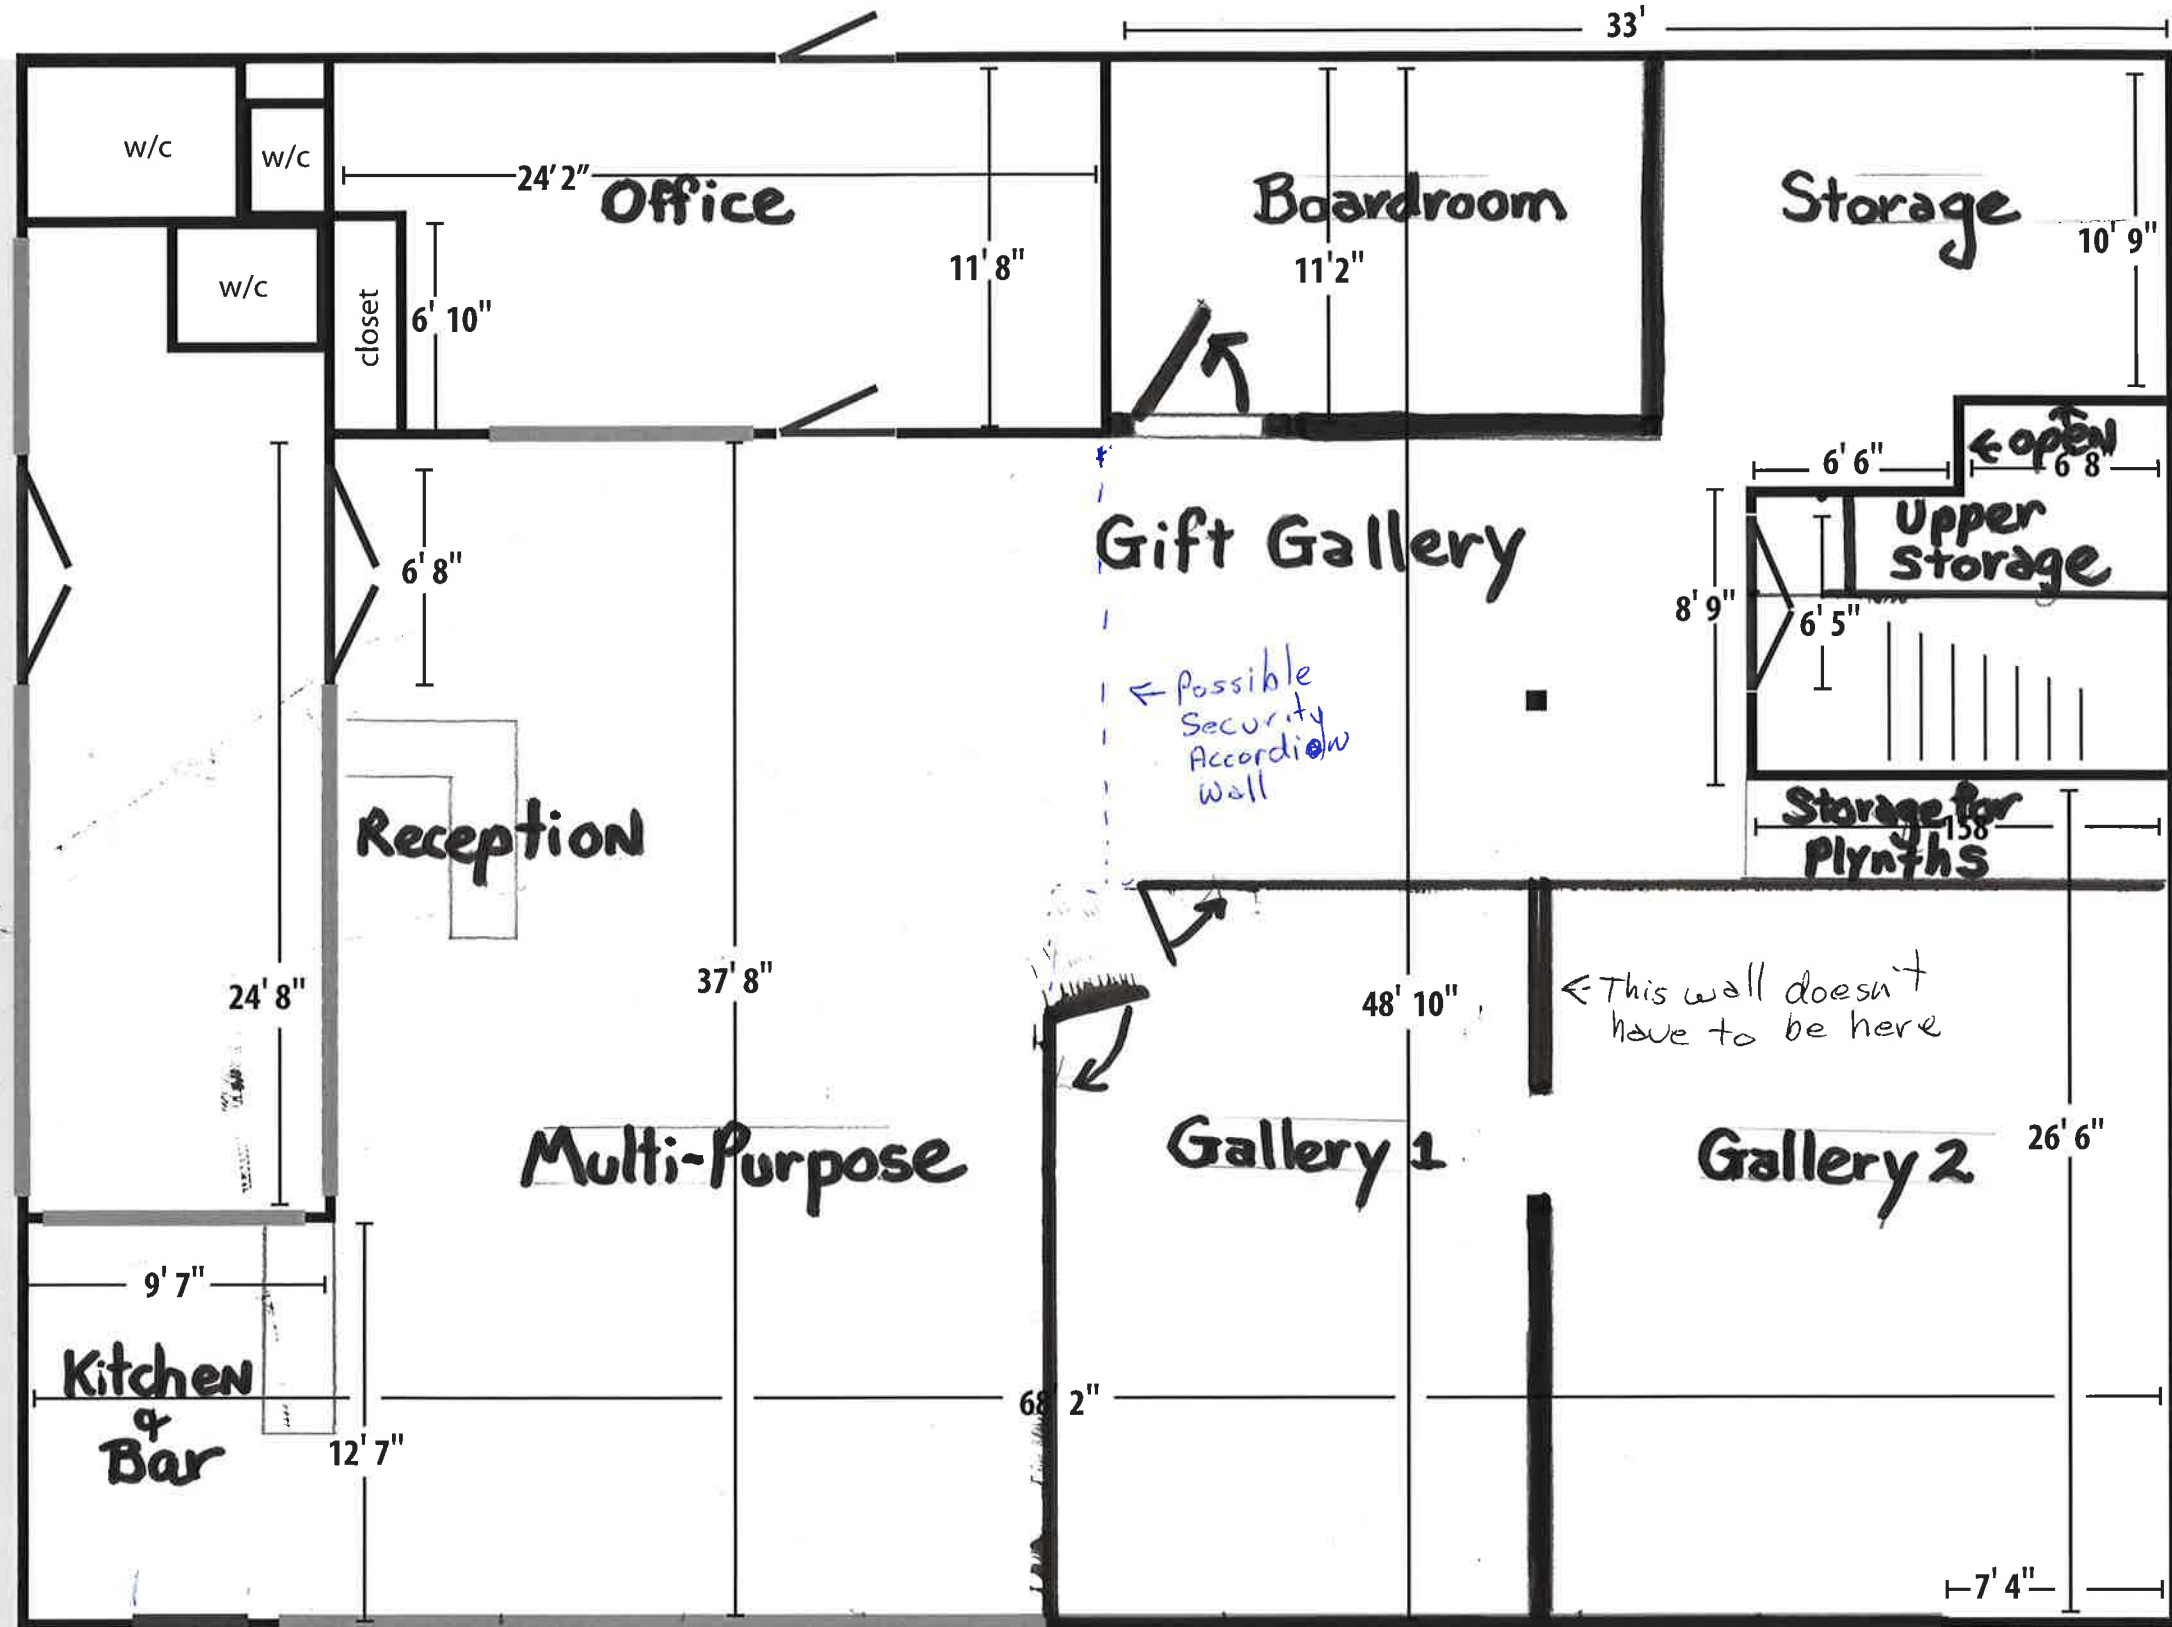 33'
w/c
w/c
24' 2"
Office
Boardroom
Storage
10' 9"
11' 8"
11'2"
w/c
closet
6' 10"
← open
6' 6"
6' 8"
Upper
Storage
Gift Gallery
6' 8"
8' 9"
6' 5"
← Possible
Security
Accordion
Wall
Reception
Storage for
158
Plynths
24' 8"
37' 8"
48' 10"
← This wall doesn't
have to be here
Multi-Purpose
Gallery 1
Gallery 2
26' 6"
9' 7"
Kitchen
&
Bar
68' 2"
12' 7"
7' 4"